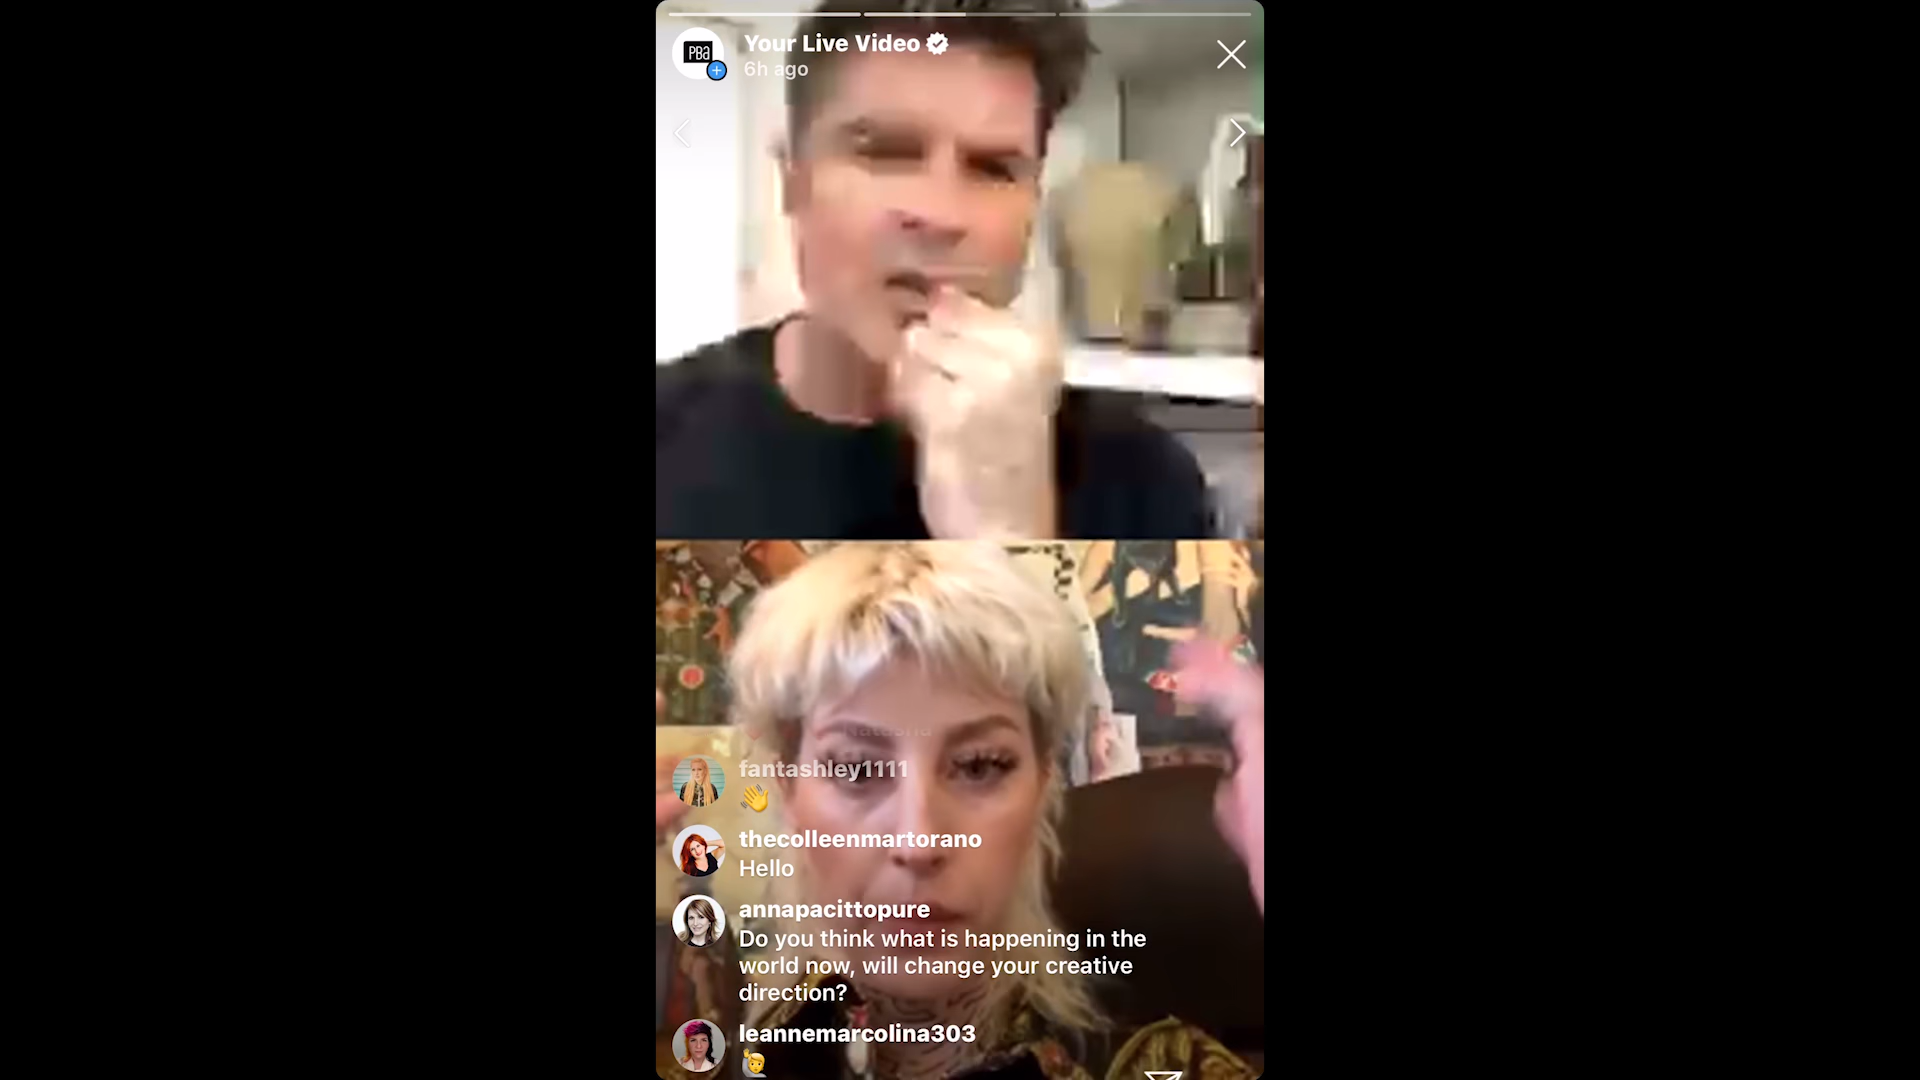 PBa
Your Live Video
6h ago
Natasha
fantashley1111
👋
thecolleenmartorano
Hello
annapacittopure
Do you think what is happening in the
world now, will change your creative
direction?
leannemarcolina303
🙋